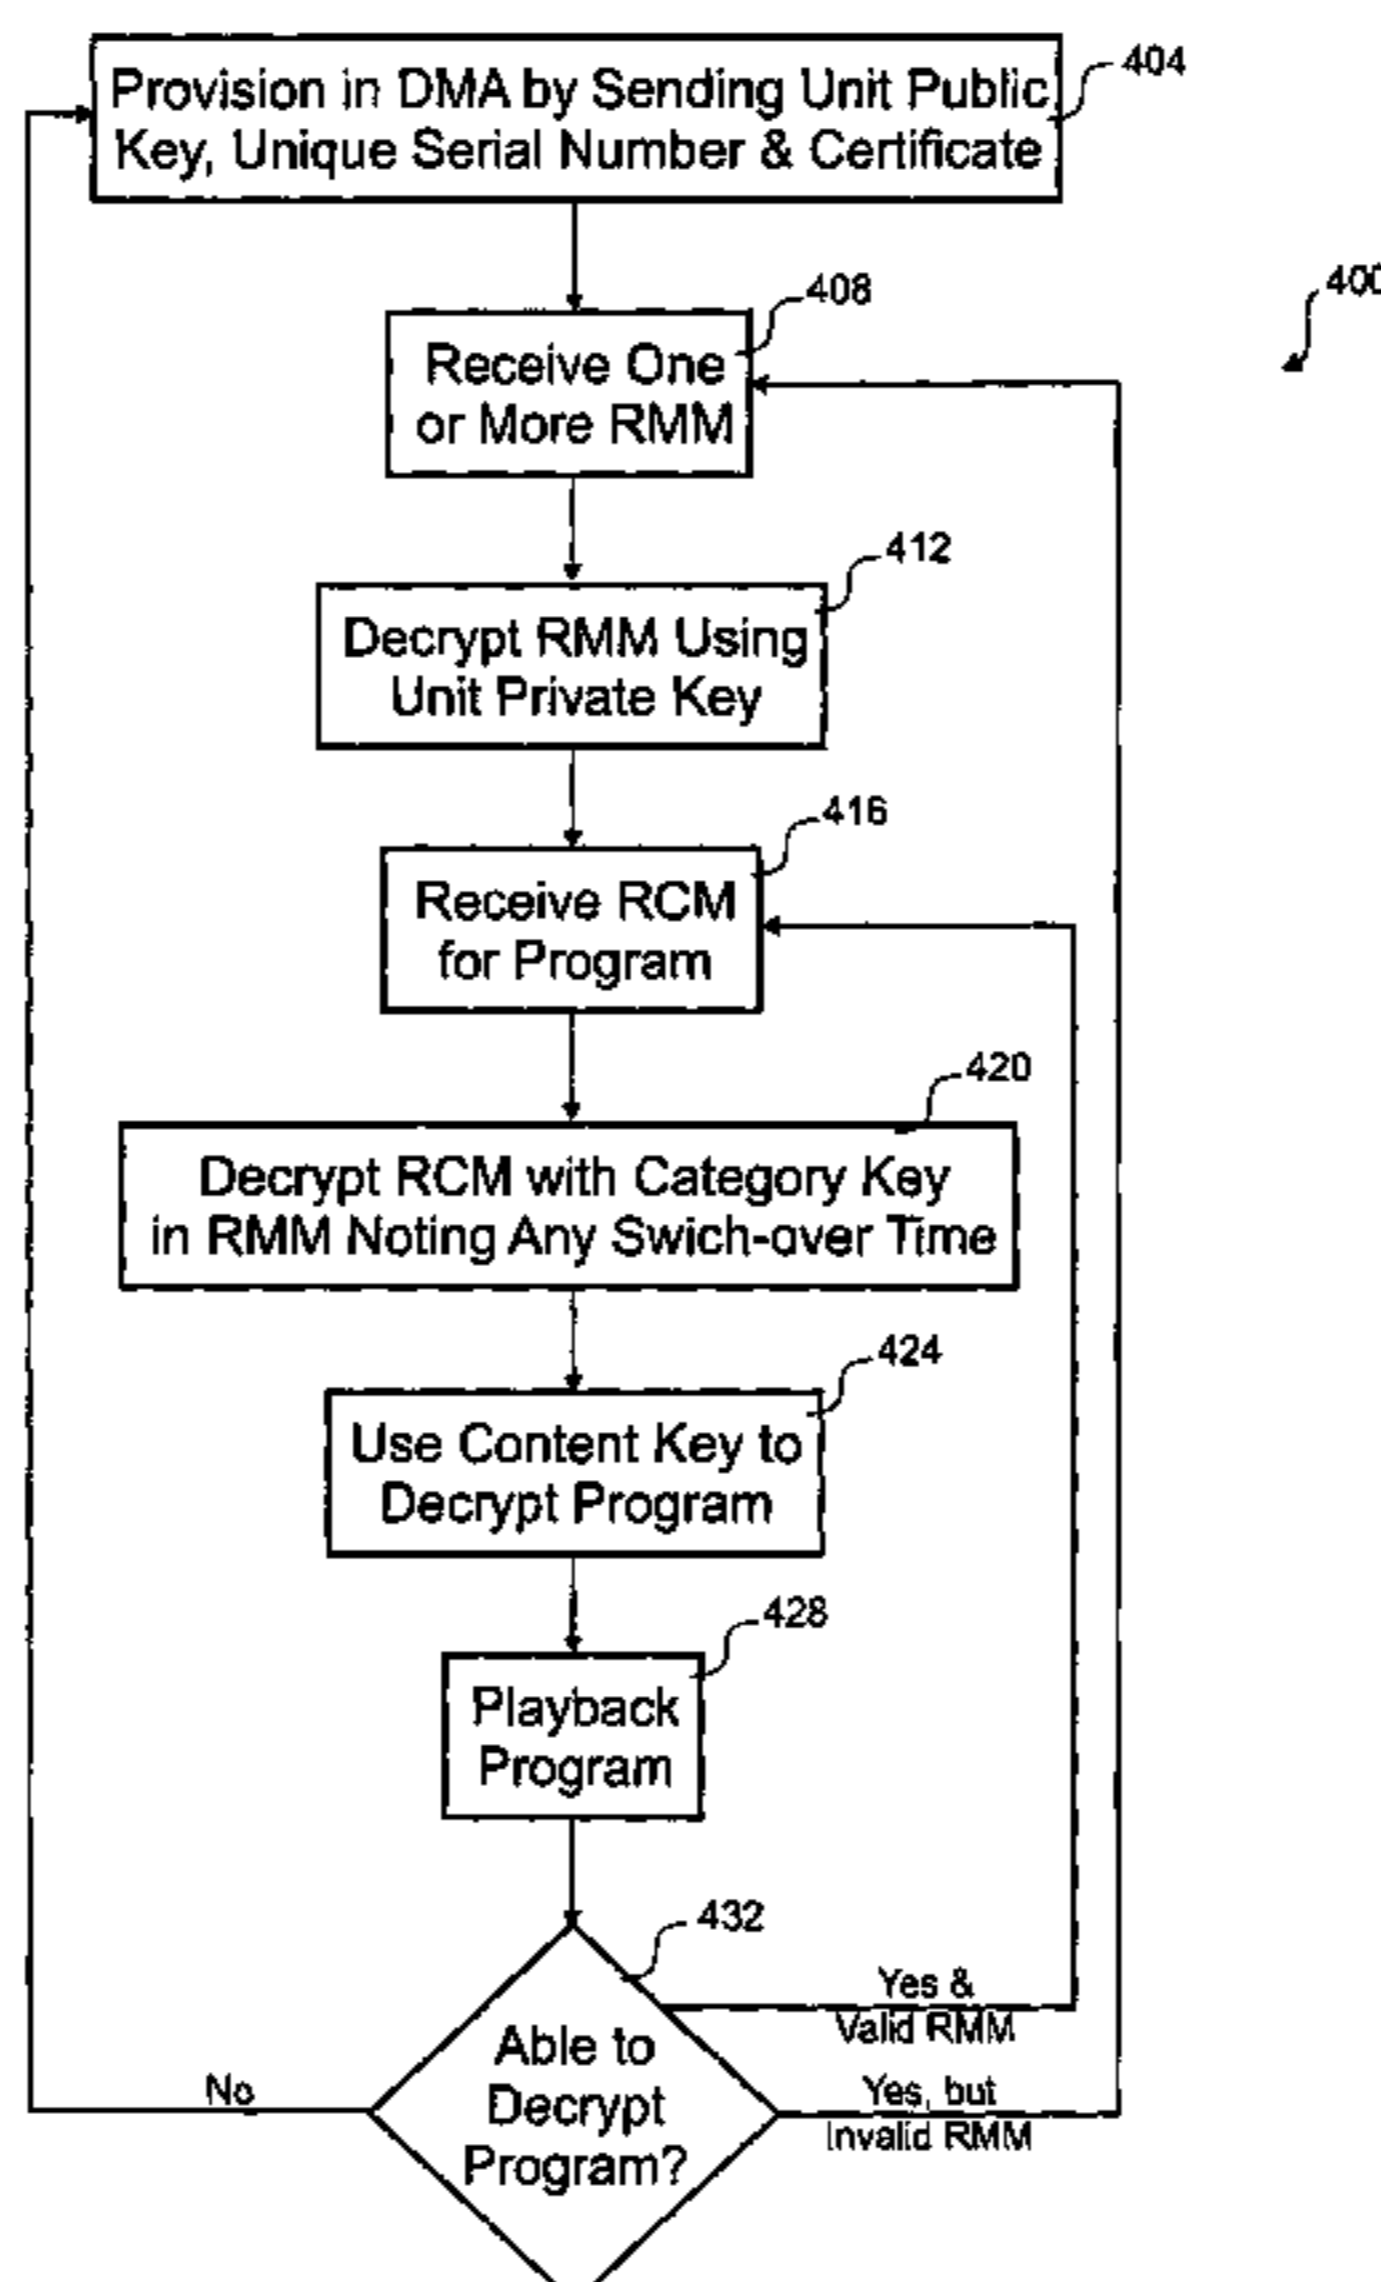 404
Provision in DMA by Sending Unit Public
Key, Unique Serial Number & Certificate
400
408
Receive One
or More RMM
412
Decrypt RMM Using
Unit Private Key
416
Receive RCM
for Program
420
Decrypt RCM with Category Key
in RMM Noting Any Swich-over Time
424
Use Content Key to
Decrypt Program
428
Playback
Program
432
Able to
Decrypt
Program?
Yes &
Valid RMM
No
Yes, but
Invalid RMM